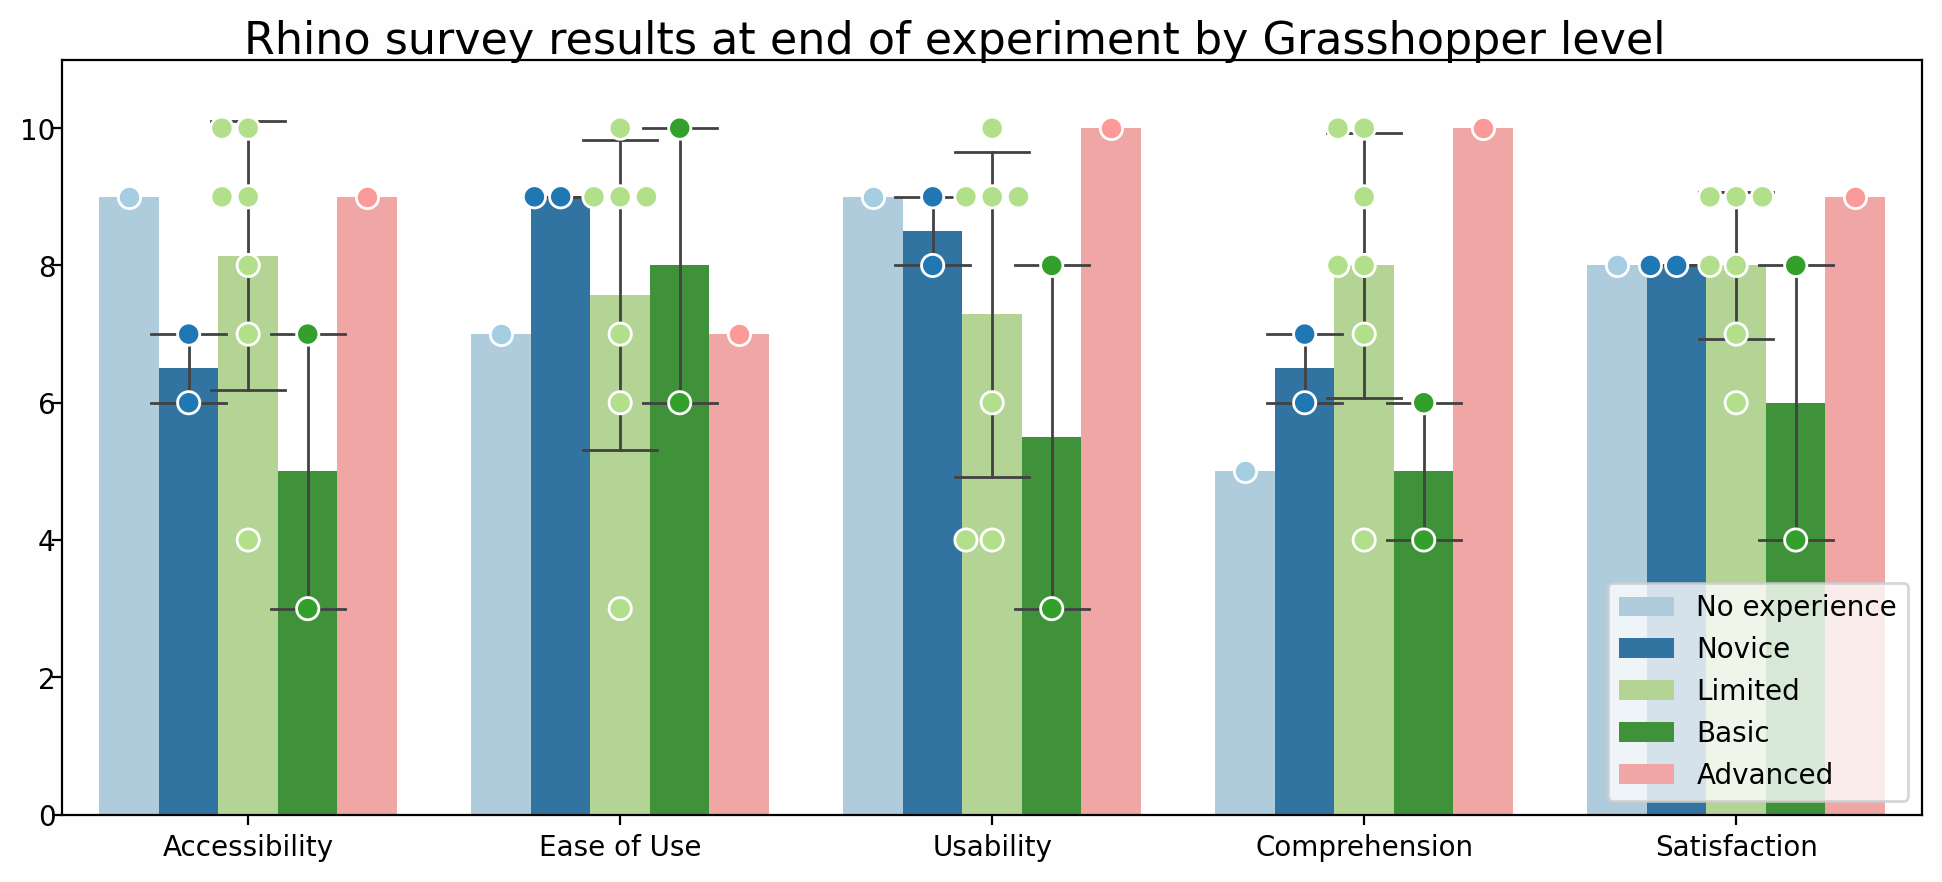 Rhino survey results at end of experiment by Grasshopper level
10
8
6
4
2
0
Accessibility
Ease of Use
Usability
Comprehension
Satisfaction
No experience
Novice
Limited
Basic
Advanced